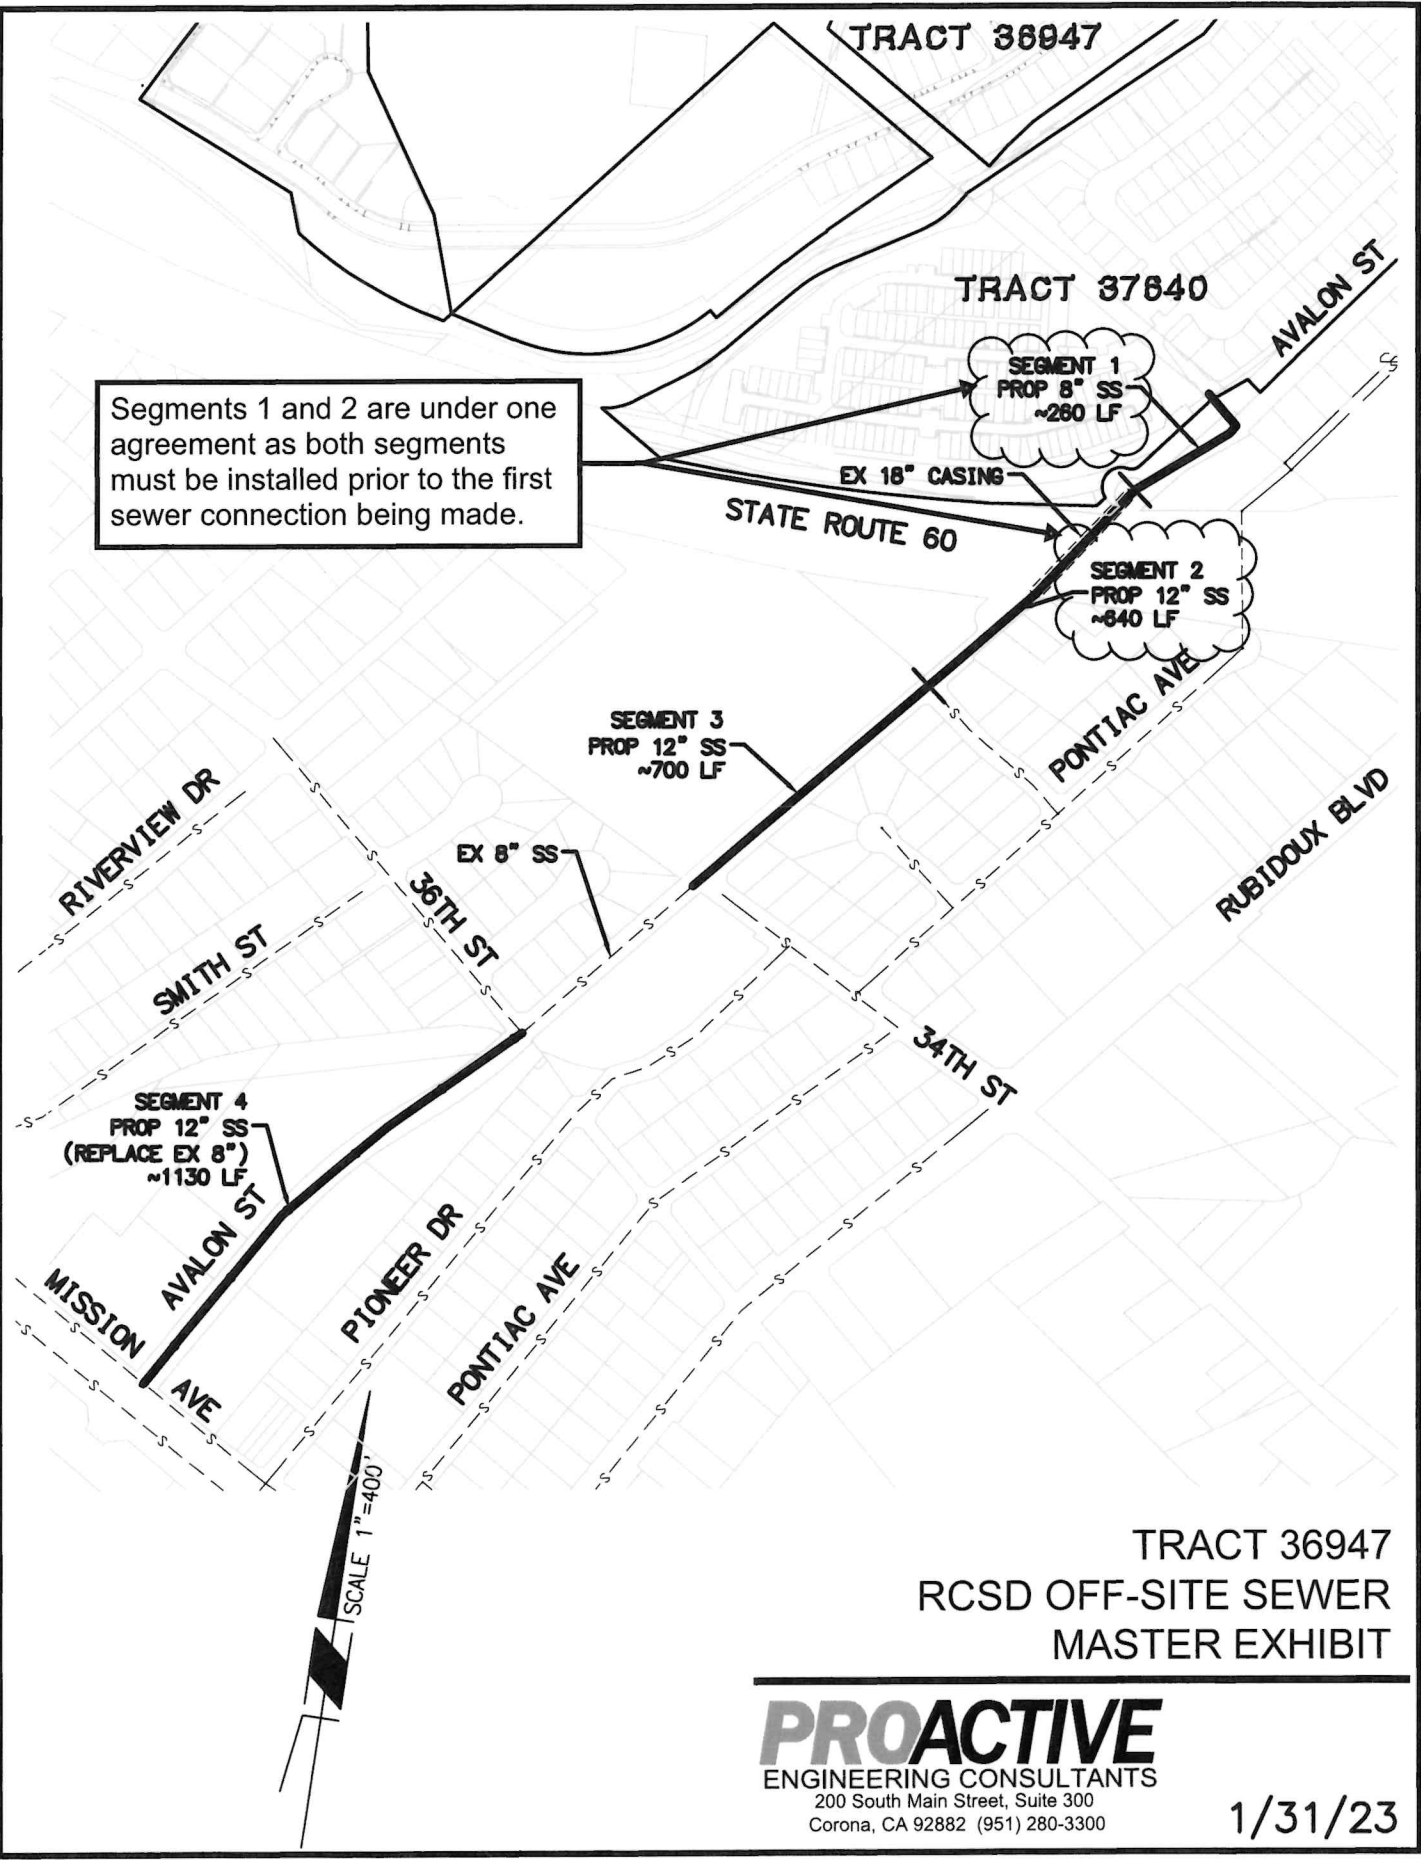 TRACT 36947
TRACT 37640
AVALON ST
SEGMENT 1
PROP 8" SS
~260 LF
Segments 1 and 2 are under one
agreement as both segments
must be installed prior to the first
sewer connection being made.
EX 18" CASING
STATE ROUTE 60
SEGMENT 2
PROP 12" SS
~640 LF
PONTIAC AVE
SEGMENT 3
PROP 12" SS
~700 LF
RUBIDOUX BLVD
RIVERVIEW DR
EX 8" SS
36TH ST
SMITH ST
34TH ST
SEGMENT 4
PROP 12" SS
(REPLACE EX 8")
~1130 LF
AVALON ST
PIONEER DR
PONTIAC AVE
MISSION AVE
SCALE 1"=400'
TRACT 36947
RCSD OFF-SITE SEWER
MASTER EXHIBIT
PROACTIVE
ENGINEERING CONSULTANTS
200 South Main Street, Suite 300
Corona, CA 92882 (951) 280-3300
1/31/23